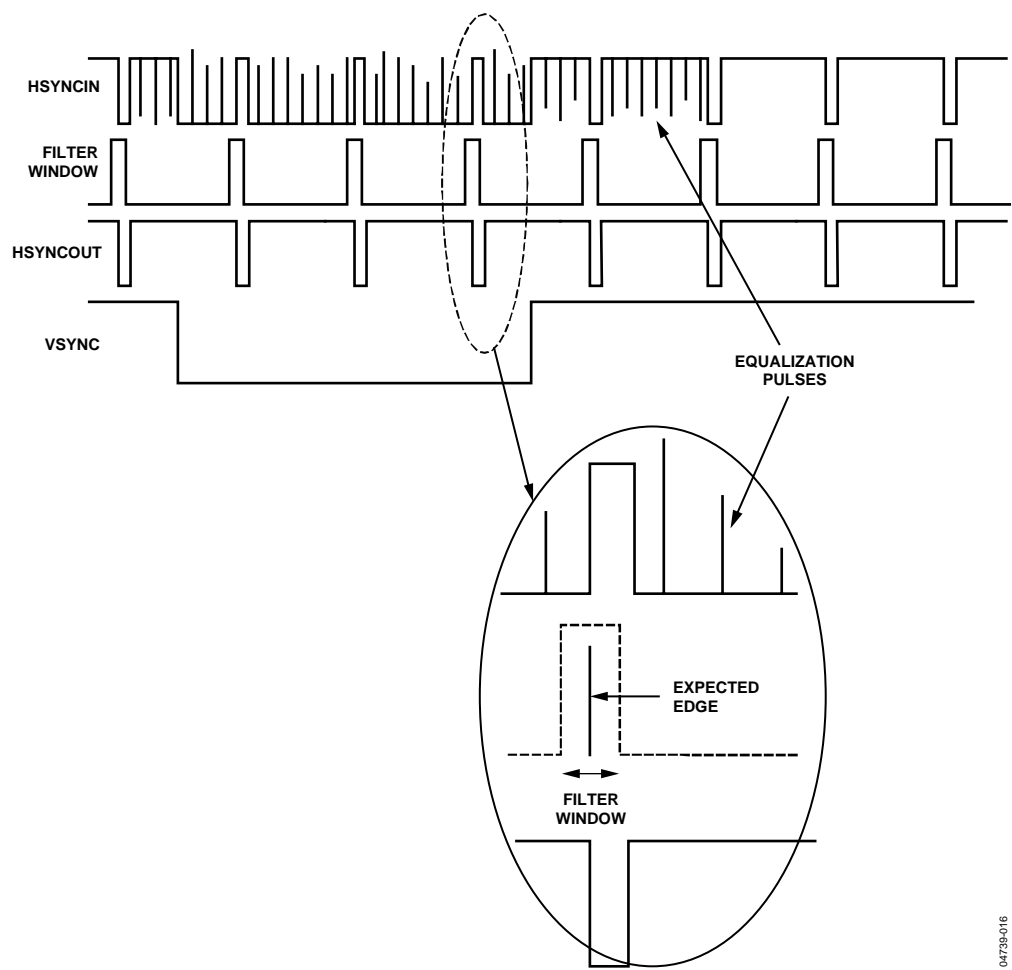 HSYNCIN
FILTER
WINDOW
HSYNCOUT
VSYNC
EQUALIZATION
PULSES
EXPECTED
EDGE
FILTER
WINDOW
04739-016